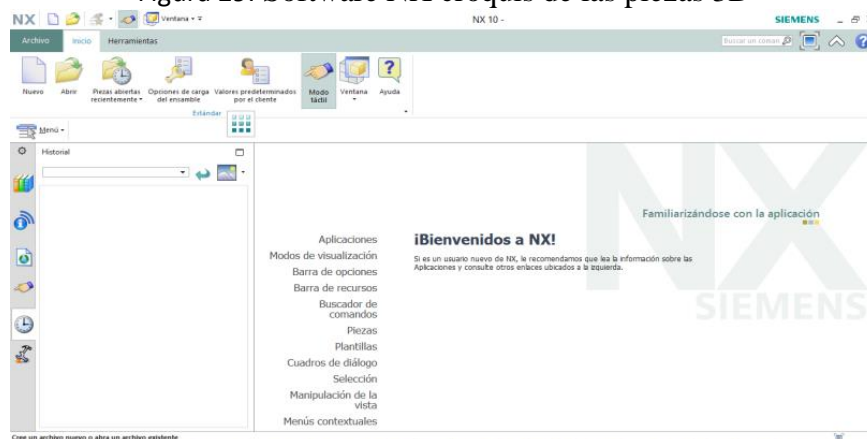 Figura 25. Software NX croquis de las piezas 3D
NX Ventana NX 10 - SIEMENS
Archivo Inicio Herramientas Buscar un coman
Nuevo Abrir Piezas abiertas recientemente Opciones de carga del ensamble Valores predeterminados por el cliente Modo táctil Ventana Ayuda
Estándar
Menú
Historial
Familiarizándose con la aplicación
¡Bienvenidos a NX!
Si es un usuario nuevo de NX, le recomendamos que lea la información sobre las
Aplicaciones y consulte otros enlaces ubicados a la izquierda.
Aplicaciones
Modos de visualización
Barra de opciones
Barra de recursos
Buscador de
comandos
Piezas
Plantillas
Cuadros de diálogo
Selección
Manipulación de la
vista
Menús contextuales
NX
SIEMENS
Cree un archivo nuevo o abra un archivo existente